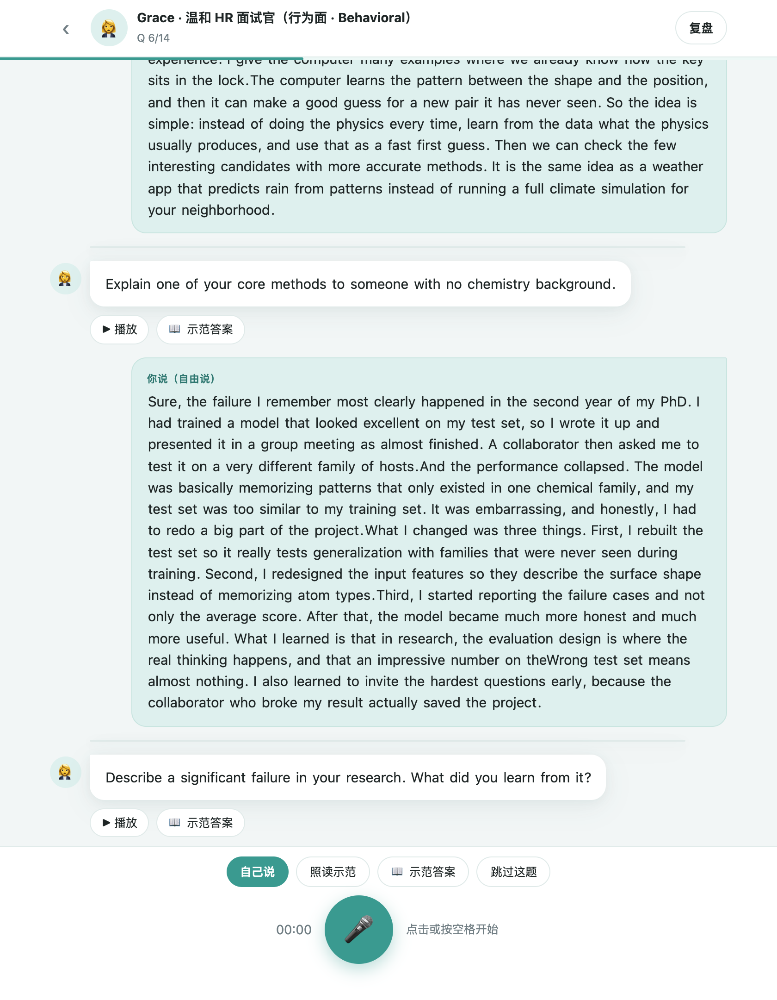 Grace · 温和 HR 面试官（行为面 · Behavioral）
Q 6/14
复盘
experience. I give the computer many examples where we already know how the key
sits in the lock.The computer learns the pattern between the shape and the position,
and then it can make a good guess for a new pair it has never seen. So the idea is
simple: instead of doing the physics every time, learn from the data what the physics
usually produces, and use that as a fast first guess. Then we can check the few
interesting candidates with more accurate methods. It is the same idea as a weather
app that predicts rain from patterns instead of running a full climate simulation for
your neighborhood.
Explain one of your core methods to someone with no chemistry background.
播放
示范答案
你说（自由说）
Sure, the failure I remember most clearly happened in the second year of my PhD. I
had trained a model that looked excellent on my test set, so I wrote it up and
presented it in a group meeting as almost finished. A collaborator then asked me to
test it on a very different family of hosts.And the performance collapsed. The model
was basically memorizing patterns that only existed in one chemical family, and my
test set was too similar to my training set. It was embarrassing, and honestly, I had
to redo a big part of the project.What I changed was three things. First, I rebuilt the
test set so it really tests generalization with families that were never seen during
training. Second, I redesigned the input features so they describe the surface shape
instead of memorizing atom types.Third, I started reporting the failure cases and not
only the average score. After that, the model became much more honest and much
more useful. What I learned is that in research, the evaluation design is where the
real thinking happens, and that an impressive number on theWrong test set means
almost nothing. I also learned to invite the hardest questions early, because the
collaborator who broke my result actually saved the project.
Describe a significant failure in your research. What did you learn from it?
播放
示范答案
自己说
照读示范
示范答案
跳过这题
00:00
点击或按空格开始